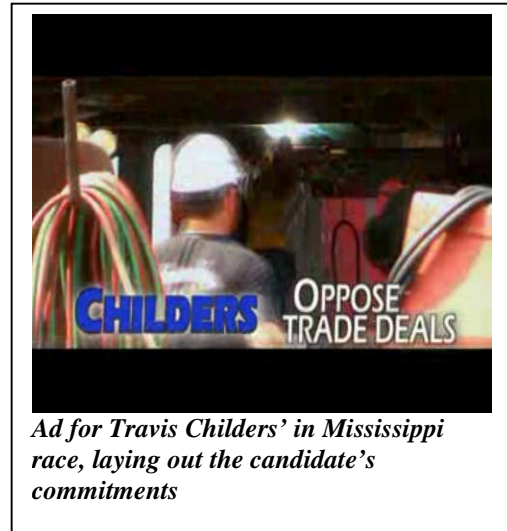 CHILDERS OPPOSE
TRADE DEALS
Ad for Travis Childers’ in Mississippi
race, laying out the candidate’s
commitments